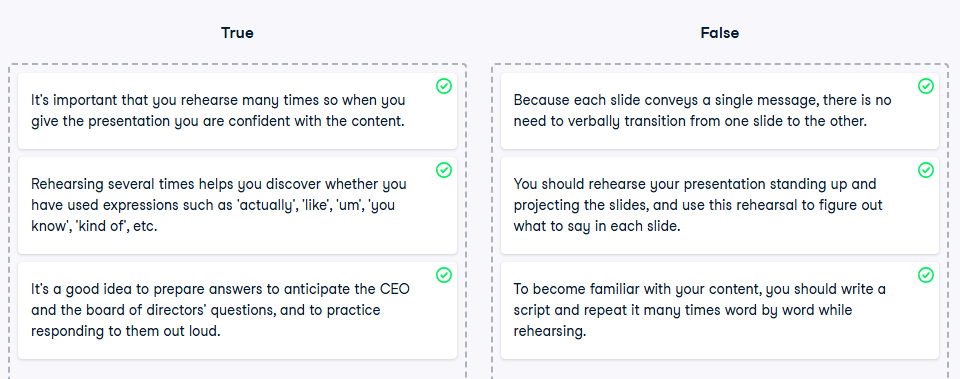 True
It's important that you rehearse many times so when you
give the presentation you are confident with the content.
Rehearsing several times helps you discover whether you
have used expressions such as 'actually', 'like', 'um', 'you
know', 'kind of', etc.
It's a good idea to prepare answers to anticipate the CEO
and the board of directors' questions, and to practice
responding to them out loud.
False
Because each slide conveys a single message, there is no
need to verbally transition from one slide to the other.
You should rehearse your presentation standing up and
projecting the slides, and use this rehearsal to figure out
what to say in each slide.
To become familiar with your content, you should write a
script and repeat it many times word by word while
rehearsing.